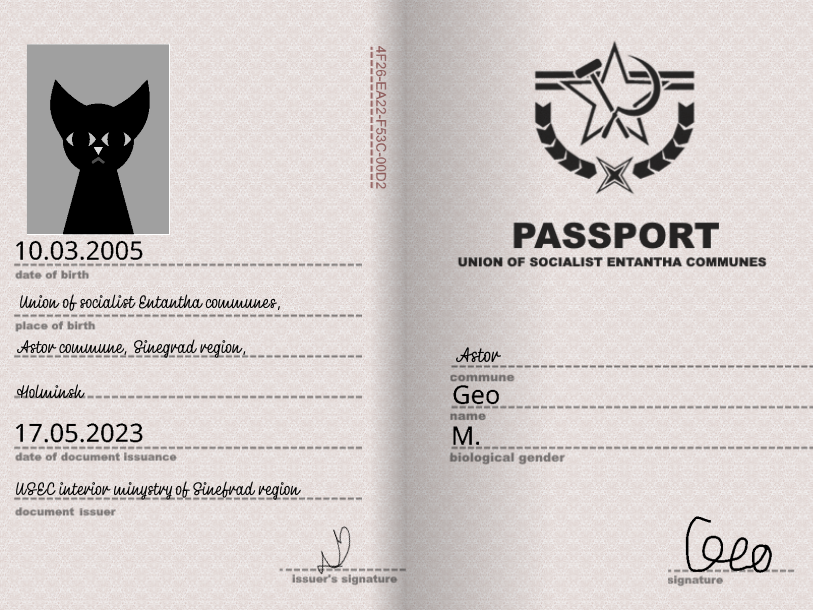 4F26-EA22-F53C-00D2
10.03.2005
date of birth
Union of socialist Entantha communes,
place of birth
Astor commune, Sinegrad region,
Holminsk
17.05.2023
date of document issuance
USEC interior minystry of Sinefrad region
document issuer
issuer's signature
PASSPORT
UNION OF SOCIALIST ENTANTHA COMMUNES
Astor
commune
Geo
name
M.
biological gender
Geo
signature